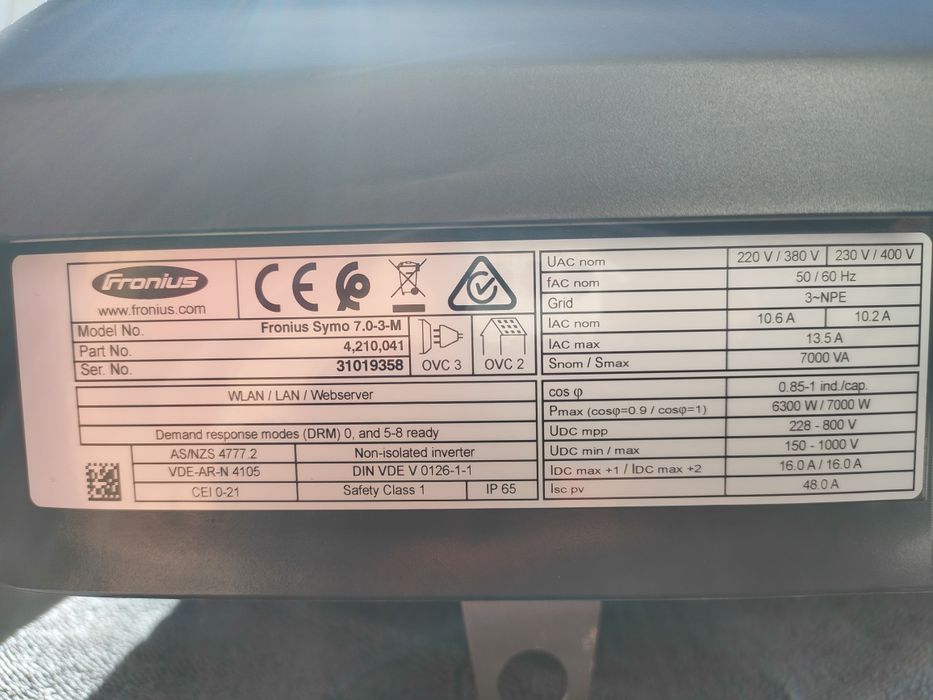 Fronius
www.fronius.com
CE
Model No. Fronius Symo 7.0-3-M
Part No. 4,210,041
Ser. No. 31019358
OVC 3 OVC 2
WLAN / LAN / Webserver
Demand response modes (DRM) 0, and 5-8 ready
AS/NZS 4777.2 Non-isolated inverter
VDE-AR-N 4105 DIN VDE V 0126-1-1
CEI 0-21 Safety Class 1 IP 65
UAC nom 220 V / 380 V 230 V / 400 V
fAC nom 50 / 60 Hz
Grid 3~NPE
IAC nom 10.6 A 10.2 A
IAC max 13.5 A
Snom / Smax 7000 VA
cos φ 0.85-1 ind./cap.
Pmax (cosφ=0.9 / cosφ=1) 6300 W / 7000 W
UDC mpp 228 - 800 V
UDC min / max 150 - 1000 V
IDC max +1 / IDC max +2 16.0 A / 16.0 A
Isc pv 48.0 A